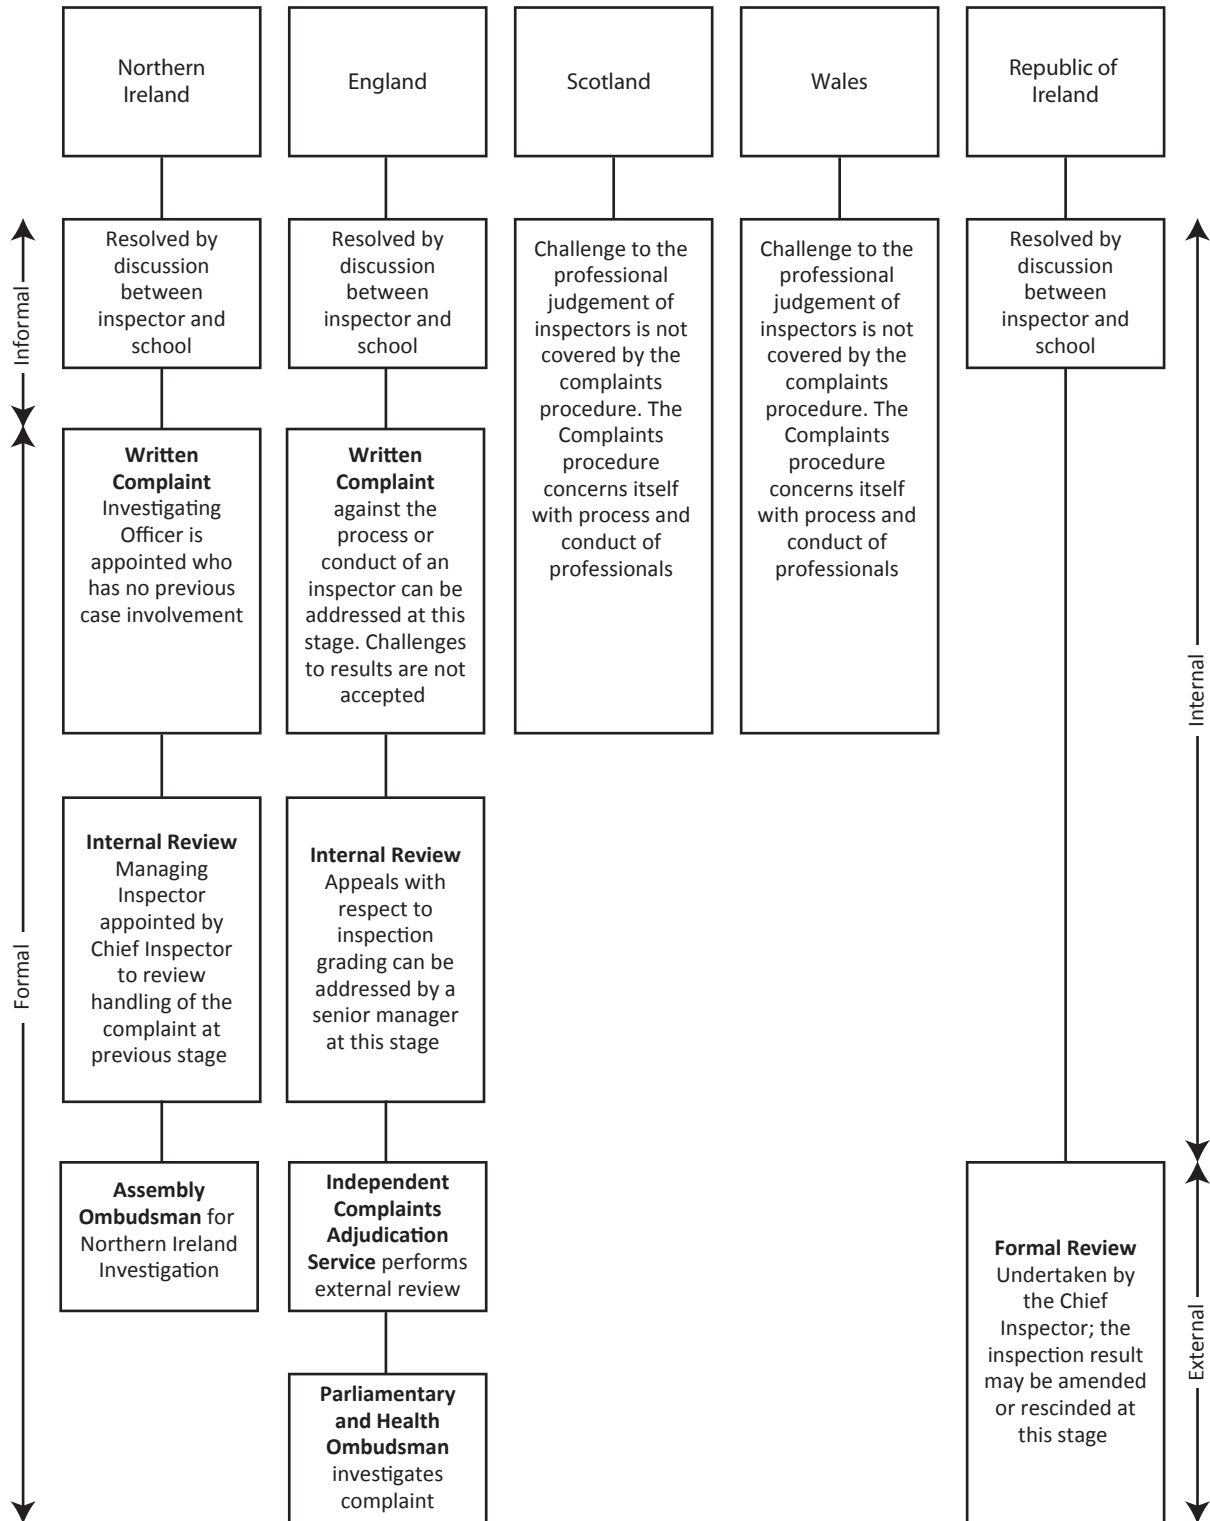 Northern
Ireland
England
Scotland
Wales
Republic of
Ireland
Informal
Formal
Resolved by
discussion
between
inspector and
school
Written
Complaint
Investigating
Officer is
appointed who
has no previous
case involvement
Internal Review
Managing
Inspector
appointed by
Chief Inspector
to review
handling of the
complaint at
previous stage
Assembly
Ombudsman for
Northern Ireland
Investigation
Resolved by
discussion
between
inspector and
school
Written
Complaint
against the
process or
conduct of an
inspector can be
addressed at this
stage. Challenges
to results are not
accepted
Internal Review
Appeals with
respect to
inspection
grading can be
addressed by a
senior manager
at this stage
Independent
Complaints
Adjudication
Service performs
external review
Parliamentary
and Health
Ombudsman
investigates
complaint
Challenge to the
professional
judgement of
inspectors is not
covered by the
complaints
procedure. The
Complaints
procedure
concerns itself
with process and
conduct of
professionals
Challenge to the
professional
judgement of
inspectors is not
covered by the
complaints
procedure. The
Complaints
procedure
concerns itself
with process and
conduct of
professionals
Resolved by
discussion
between
inspector and
school
Formal Review
Undertaken by
the Chief
Inspector; the
inspection result
may be amended
or rescinded at
this stage
Internal
External